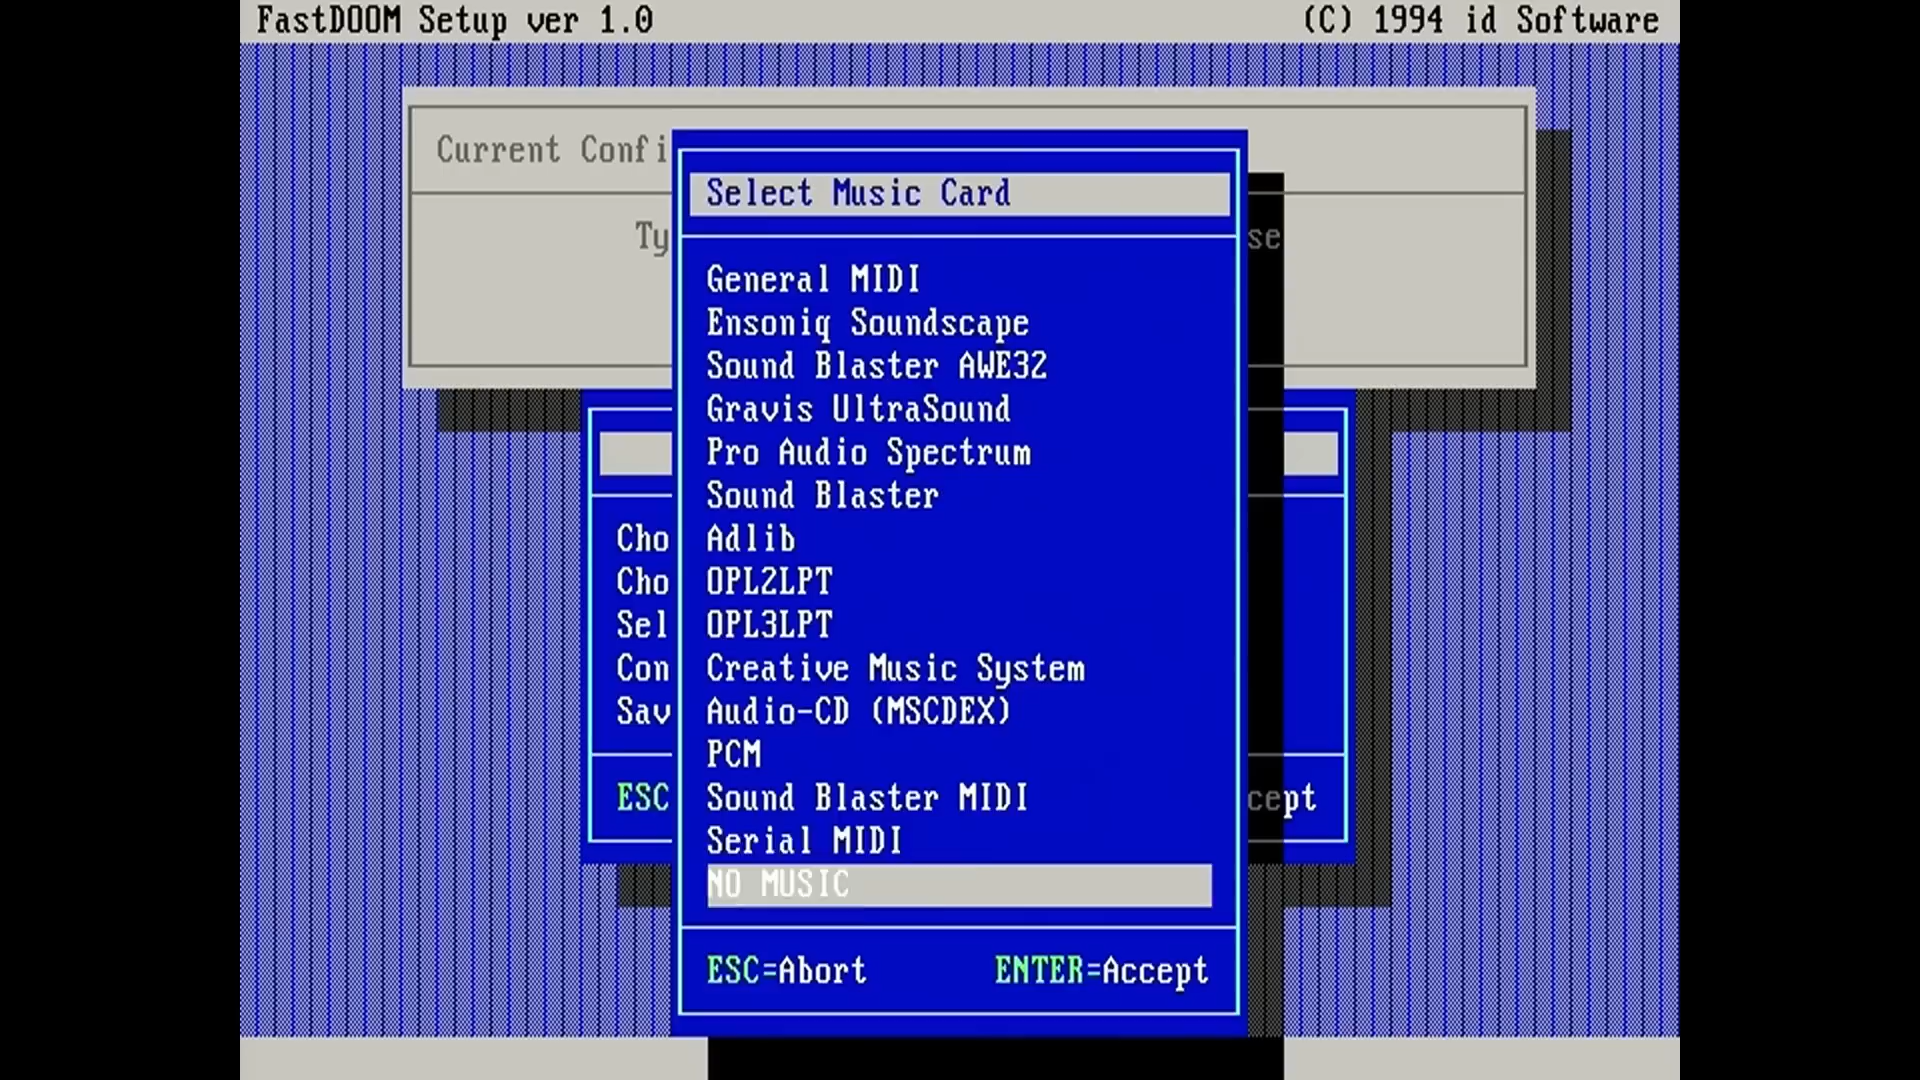 FastDOOM Setup ver 1.0 (C) 1994 id Software
Current Confi
Select Music Card
Ty se
General MIDI
Ensoniq Soundscape
Sound Blaster AWE32
Gravis UltraSound
Pro Audio Spectrum
Sound Blaster
Cho Adlib
Cho OPL2LPT
Sel OPL3LPT
Con Creative Music System
Sav Audio-CD (MSCDEX)
PCM
ESC Sound Blaster MIDI cept
Serial MIDI
NO MUSIC
ESC=Abort ENTER=Accept